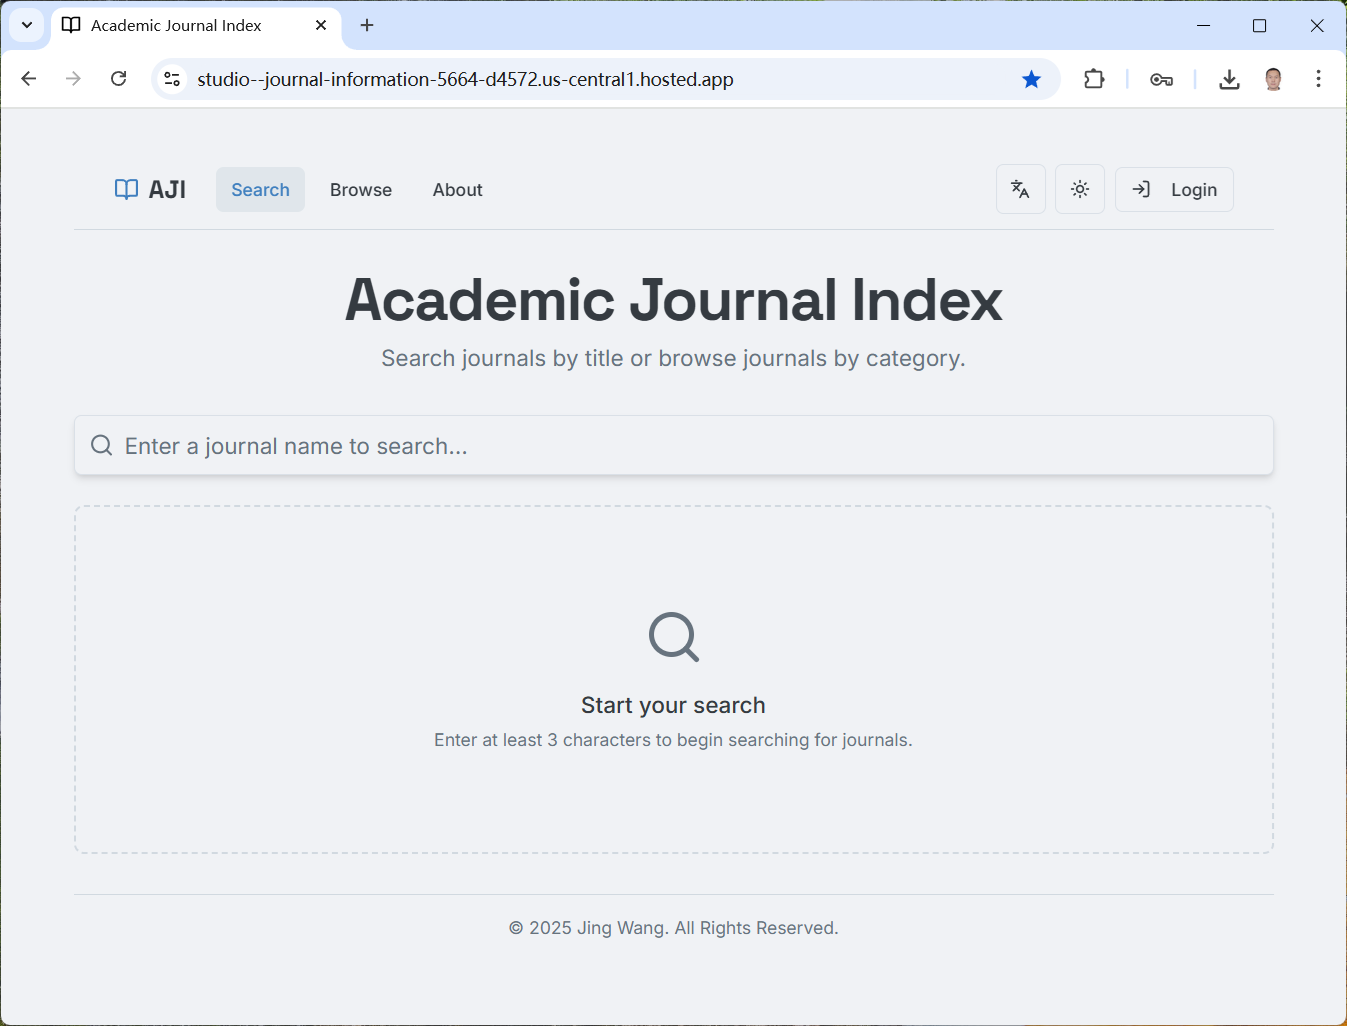 Academic Journal Index
studio--journal-information-5664-d4572.us-central1.hosted.app
AJI
Search
Browse
About
Login
Academic Journal Index
Search journals by title or browse journals by category.
Enter a journal name to search...
Start your search
Enter at least 3 characters to begin searching for journals.
© 2025 Jing Wang. All Rights Reserved.